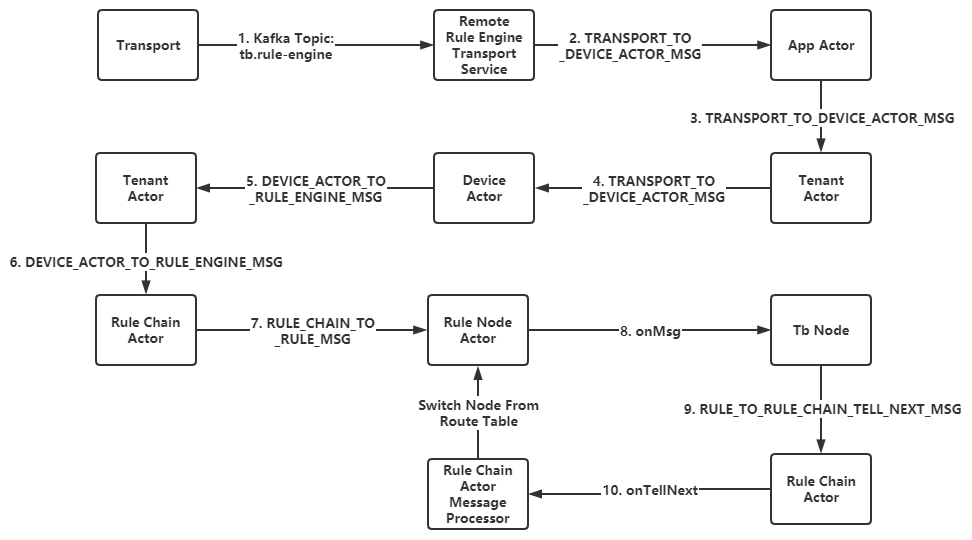 Transport
1. Kafka Topic:
tb.rule-engine
Remote
Rule Engine
Transport
Service
2. TRANSPORT_TO
_DEVICE_ACTOR_MSG
App Actor
3. TRANSPORT_TO_DEVICE_ACTOR_MSG
Tenant
Actor
4. TRANSPORT_TO
_DEVICE_ACTOR_MSG
Device
Actor
5. DEVICE_ACTOR_TO
_RULE_ENGINE_MSG
Tenant
Actor
6. DEVICE_ACTOR_TO_RULE_ENGINE_MSG
Rule Chain
Actor
7. RULE_CHAIN_TO
_RULE_MSG
Rule Node
Actor
8. onMsg
Tb Node
9. RULE_TO_RULE_CHAIN_TELL_NEXT_MSG
Rule Chain
Actor
10. onTellNext
Rule Chain
Actor
Message
Processor
Switch Node From
Route Table